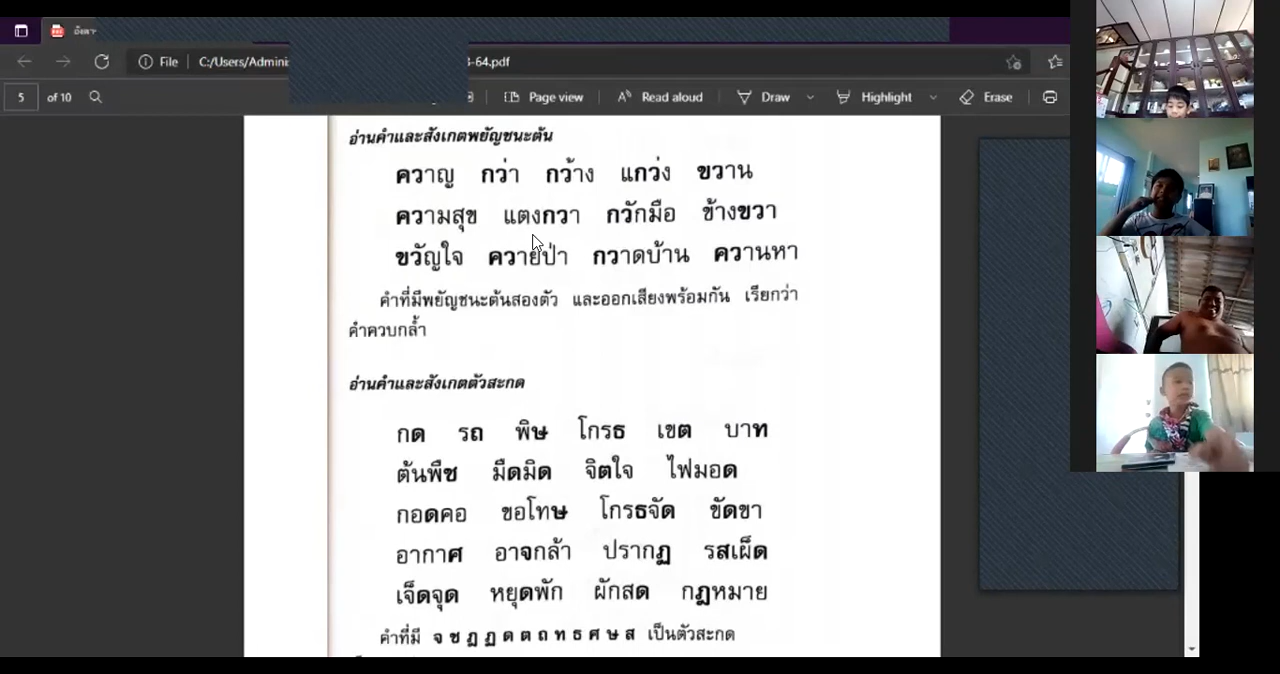 File C:/Users/Admini 3-64.pdf
5 of 10 Page view Read aloud Draw Highlight Erase
อ่านคำและสังเกตพยัญชนะต้น
ควาญ กว่า กว้าง แกว่ง ขวาน
ความสุข แตงกวา กวักมือ ข้างขวา
ขวัญใจ ควายป่า กวาดบ้าน ควานหา
คำที่มีพยัญชนะต้นสองตัว และออกเสียงพร้อมกัน เรียกว่า
คำควบกล้ำ
อ่านคำและสังเกตตัวสะกด
กด รถ พิษ โกรธ เขต บาท
ต้นพืช มืดมิด จิตใจ ไฟมอด
กอดคอ ขอโทษ โกรธจัด ขัดขา
อากาศ อาจกล้า ปรากฏ รสเผ็ด
เจ็ดจุด หยุดพัก ผักสด กฎหมาย
คำที่มี จ ช ฎ ฏ ด ต ถ ท ธ ศ ษ ส เป็นตัวสะกด